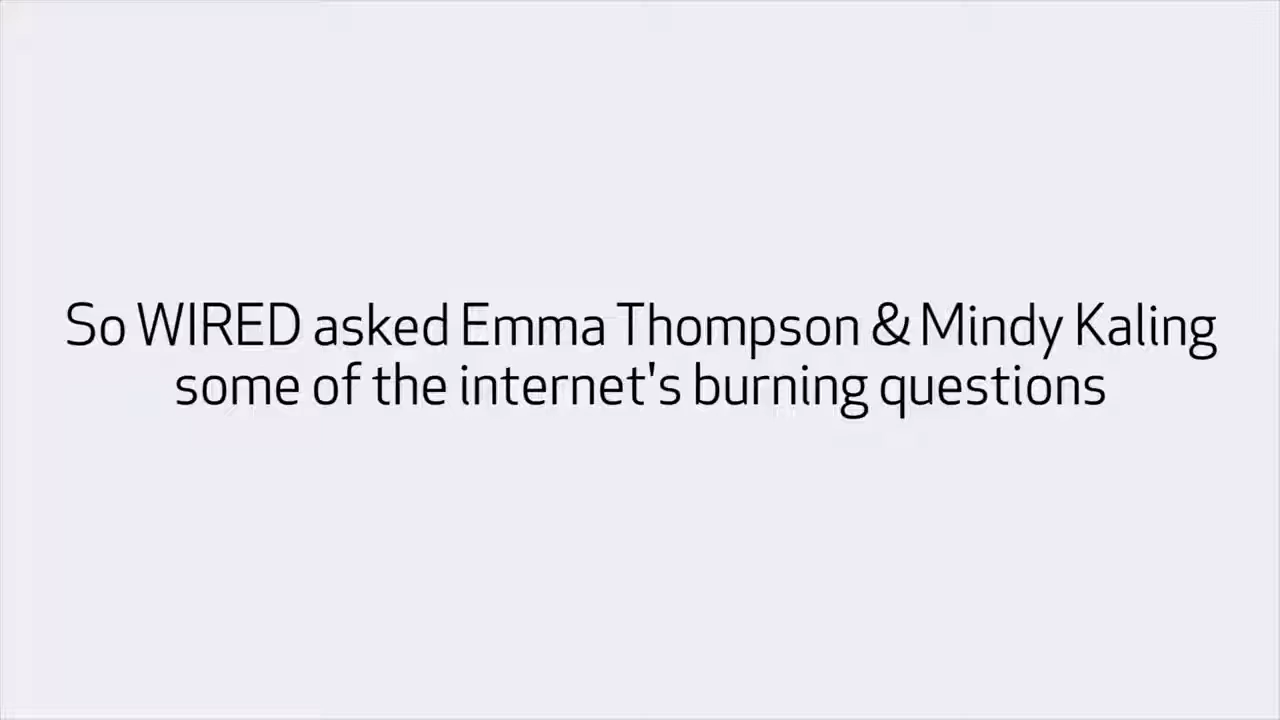 So WIRED asked Emma Thompson & Mindy Kaling
some of the internet's burning questions